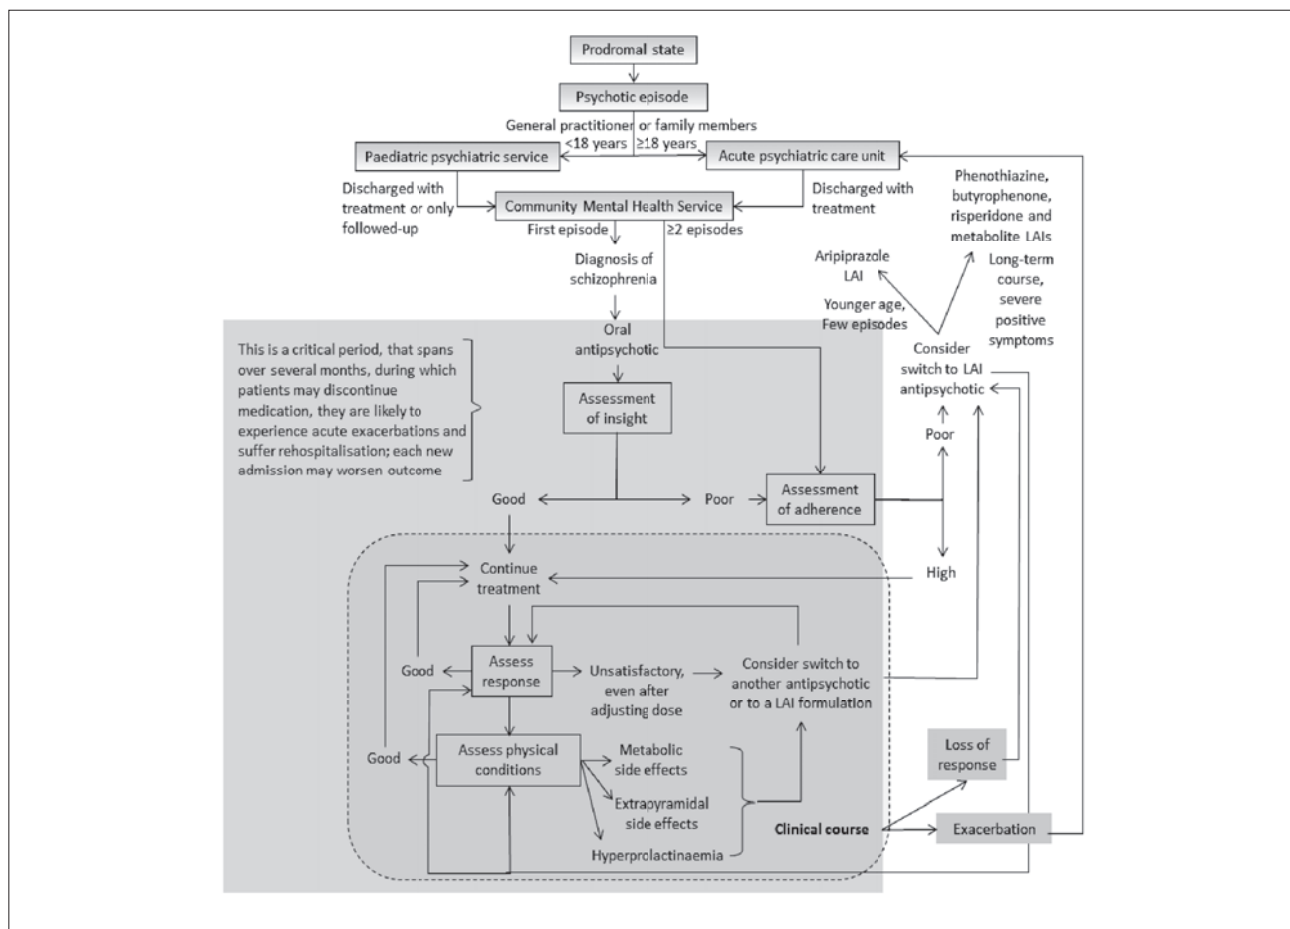 Prodromal state
Psychotic episode
General practitioner or family members
<18 years
≥18 years
Paediatric psychiatric service
Acute psychiatric care unit
Discharged with
treatment or only
followed-up
Community Mental Health Service
Discharged with
treatment
Phenothiazine,
butyrophenone,
risperidone and
metabolite LAIs
First episode
≥2 episodes
Diagnosis of
schizophrenia
Aripiprazole
LAI
Long-term
course,
severe
positive
symptoms
Younger age,
Few episodes
Oral
antipsychotic
This is a critical period, that spans
over several months, during which
patients may discontinue
medication, they are likely to
experience acute exacerbations and
suffer rehospitalisation; each new
admission may worsen outcome
Consider
switch to LAI
antipsychotic
Assessment
of insight
Poor
Good
Poor
Assessment
of adherence
High
Continue
treatment
Good
Assess
response
Unsatisfactory,
even after
adjusting dose
Consider switch to
another antipsychotic
or to a LAI formulation
Good
Assess physical
conditions
Metabolic
side effects
Extrapyramidal
side effects
Hyperprolactinaemia
Loss of
response
Clinical course
Exacerbation